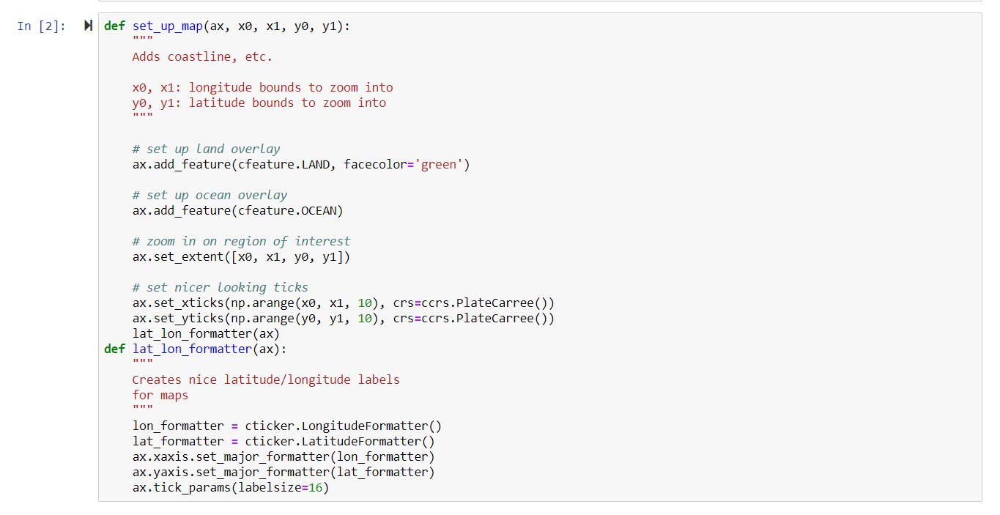 In [2]:
def set_up_map(ax, x0, x1, y0, y1):
    """
    Adds coastline, etc.

    x0, x1: longitude bounds to zoom into
    y0, y1: latitude bounds to zoom into
    """

    # set up land overlay
    ax.add_feature(cfeature.LAND, facecolor='green')

    # set up ocean overlay
    ax.add_feature(cfeature.OCEAN)

    # zoom in on region of interest
    ax.set_extent([x0, x1, y0, y1])

    # set nicer looking ticks
    ax.set_xticks(np.arange(x0, x1, 10), crs=ccrs.PlateCarree())
    ax.set_yticks(np.arange(y0, y1, 10), crs=ccrs.PlateCarree())
    lat_lon_formatter(ax)
def lat_lon_formatter(ax):
    """
    Creates nice latitude/longitude labels
    for maps
    """
    lon_formatter = cticker.LongitudeFormatter()
    lat_formatter = cticker.LatitudeFormatter()
    ax.xaxis.set_major_formatter(lon_formatter)
    ax.yaxis.set_major_formatter(lat_formatter)
    ax.tick_params(labelsize=16)